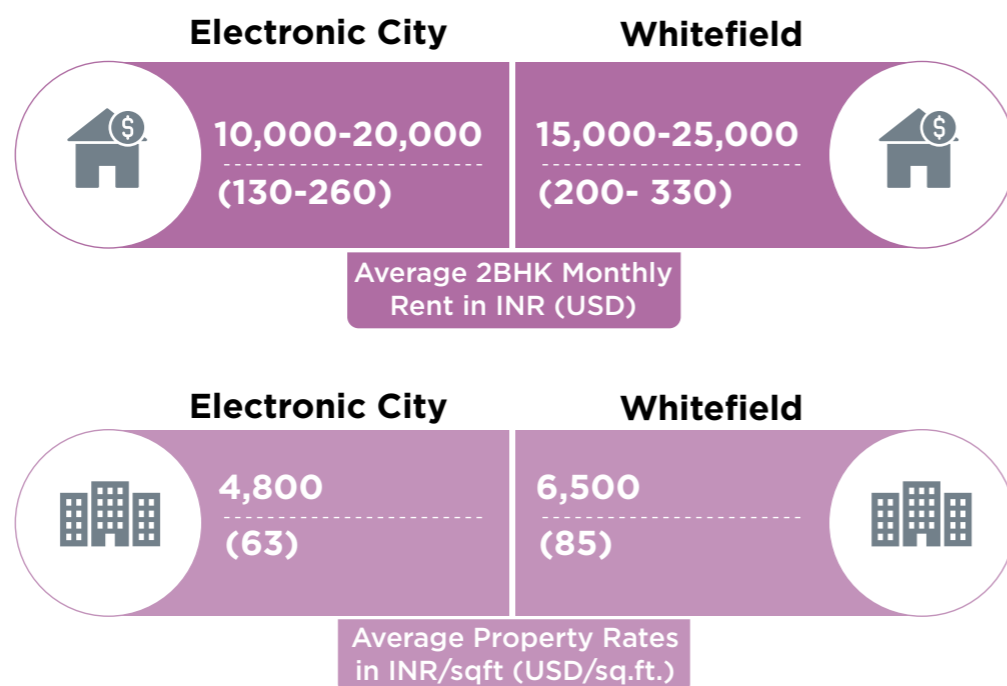 Electronic City
Whitefield
$
10,000-20,000
15,000-25,000
$
(130-260)
(200- 330)
Average 2BHK Monthly
Rent in INR (USD)
Electronic City
Whitefield
4,800
6,500
(63)
(85)
Average Property Rates
in INR/sqft (USD/sq.ft.)